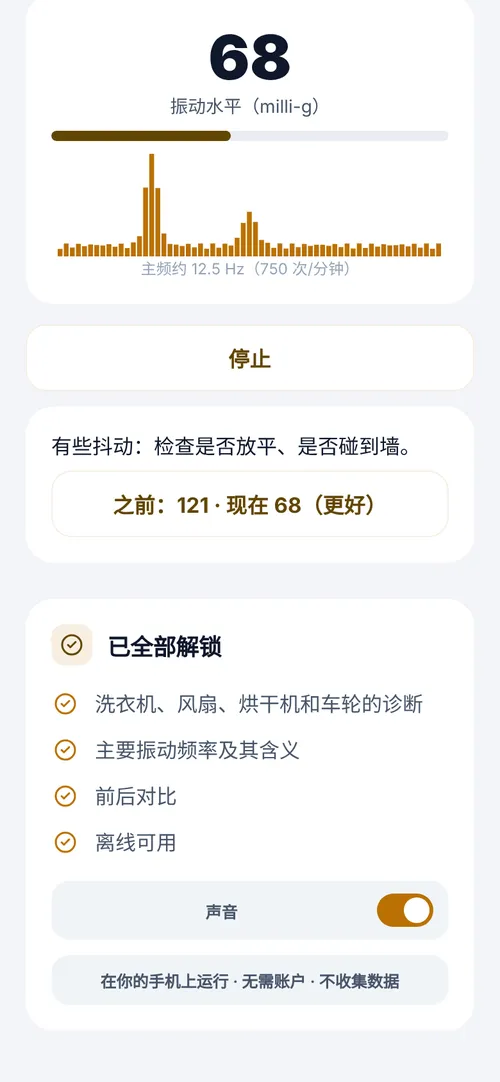 68
振动水平（milli-g）
主频约 12.5 Hz（750 次/分钟）
停止
有些抖动：检查是否放平、是否碰到墙。
之前：121 · 现在 68（更好）
已全部解锁
洗衣机、风扇、烘干机和车轮的诊断
主要振动频率及其含义
前后对比
离线可用
声音
在你的手机上运行 · 无需账户 · 不收集数据